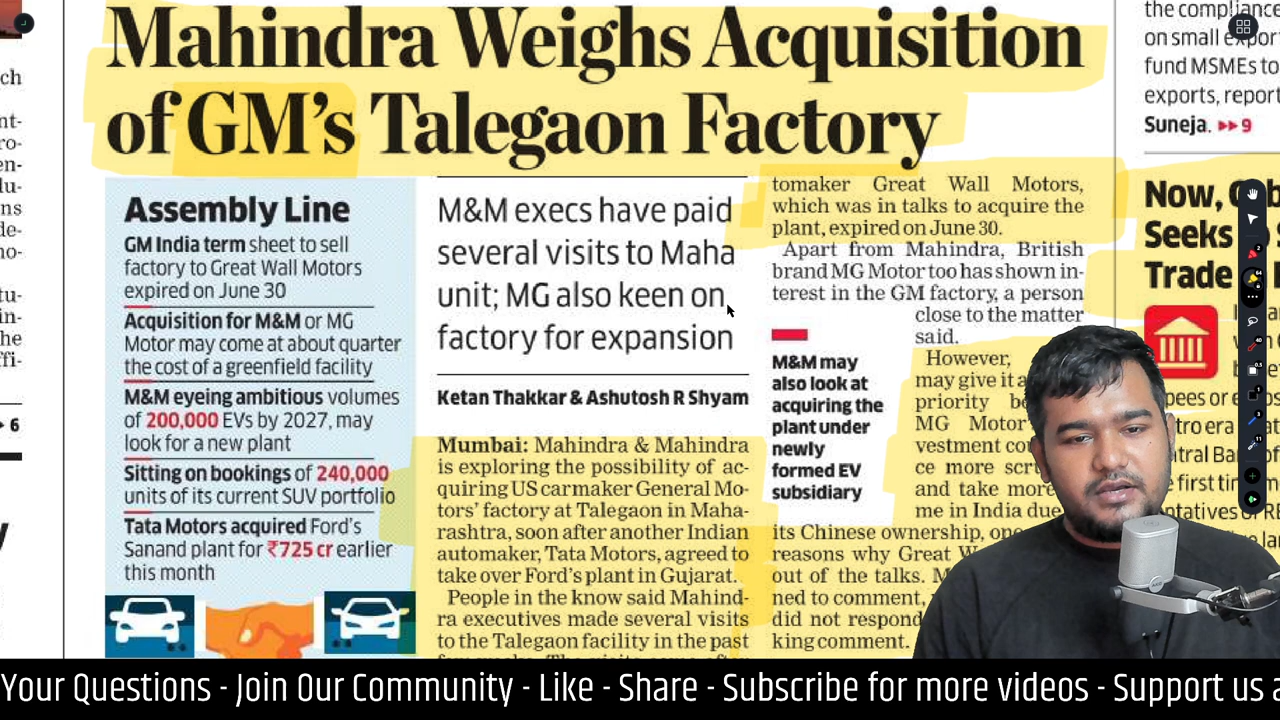 Mahindra Weighs Acquisition
of GM's Talegaon Factory
Assembly Line
GM India term sheet to sell
factory to Great Wall Motors
expired on June 30
Acquisition for M&M or MG
Motor may come at about quarter
the cost of a greenfield facility
M&M eyeing ambitious volumes
of 200,000 EVs by 2027, may
look for a new plant
Sitting on bookings of 240,000
units of its current SUV portfolio
Tata Motors acquired Ford's
Sanand plant for ₹725 cr earlier
this month
M&M execs have paid
several visits to Maha
unit; MG also keen on
factory for expansion
Ketan Thakkar & Ashutosh R Shyam
Mumbai: Mahindra & Mahindra
is exploring the possibility of ac-
quiring US carmaker General Mo-
tors' factory at Talegaon in Maha-
rashtra, soon after another Indian
automaker, Tata Motors, agreed to
take over Ford's plant in Gujarat.
People in the know said Mahind-
ra executives made several visits
to the Talegaon facility in the past
tomaker Great Wall Motors,
which was in talks to acquire the
plant, expired on June 30.
Apart from Mahindra, British
brand MG Motor too has shown in-
terest in the GM factory, a person
close to the matter
said.
M&M may
also look at
acquiring the
plant under
newly
formed EV
subsidiary
However,
may give it a
priority
MG Motor
vestment
ce more
and take more
me in India due
its Chinese ownership, one
reasons why Great
out of the talks.
ned to comment,
did not respond
king comment.
the compliance
on small export
fund MSMEs to
exports, report
Suneja. ▸▸ 9
Now,
Seeks
Trade
6
Your Questions - Join Our Community - Like - Share - Subscribe for more videos - Support us a